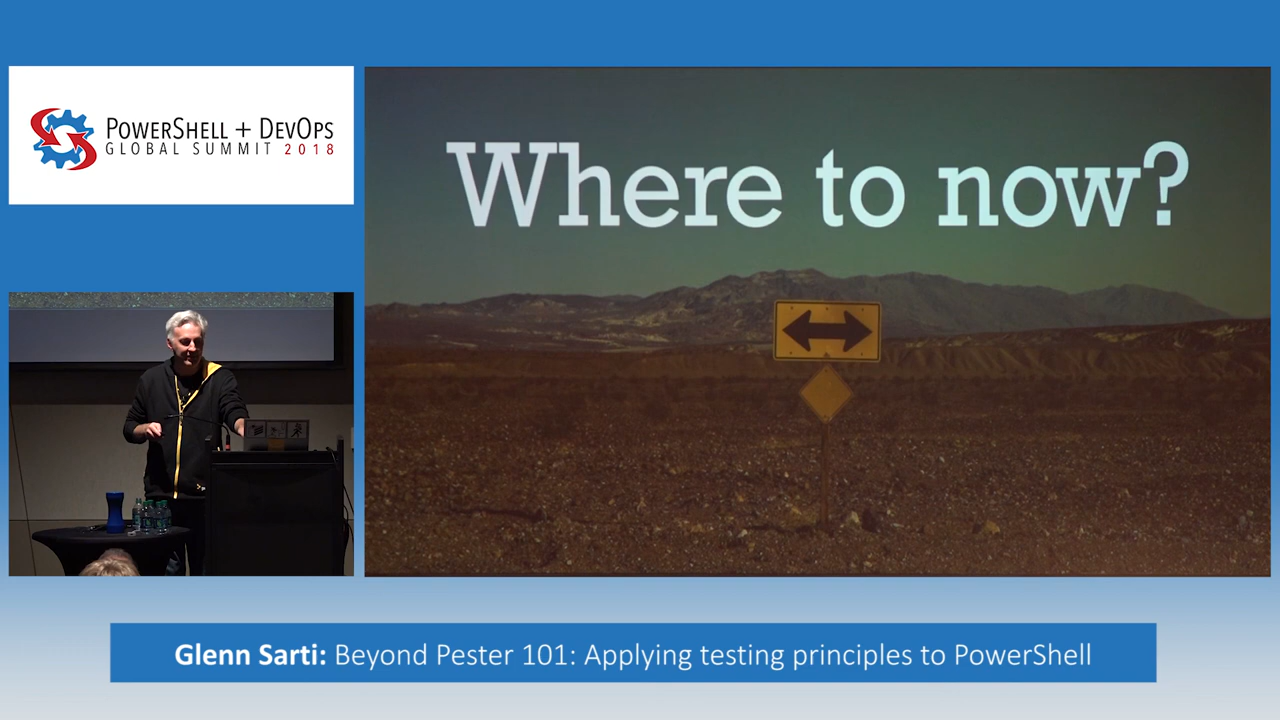 POWERSHELL + DEVOPS
GLOBAL SUMMIT 2018
Where to now?
Glenn Sarti: Beyond Pester 101: Applying testing principles to PowerShell